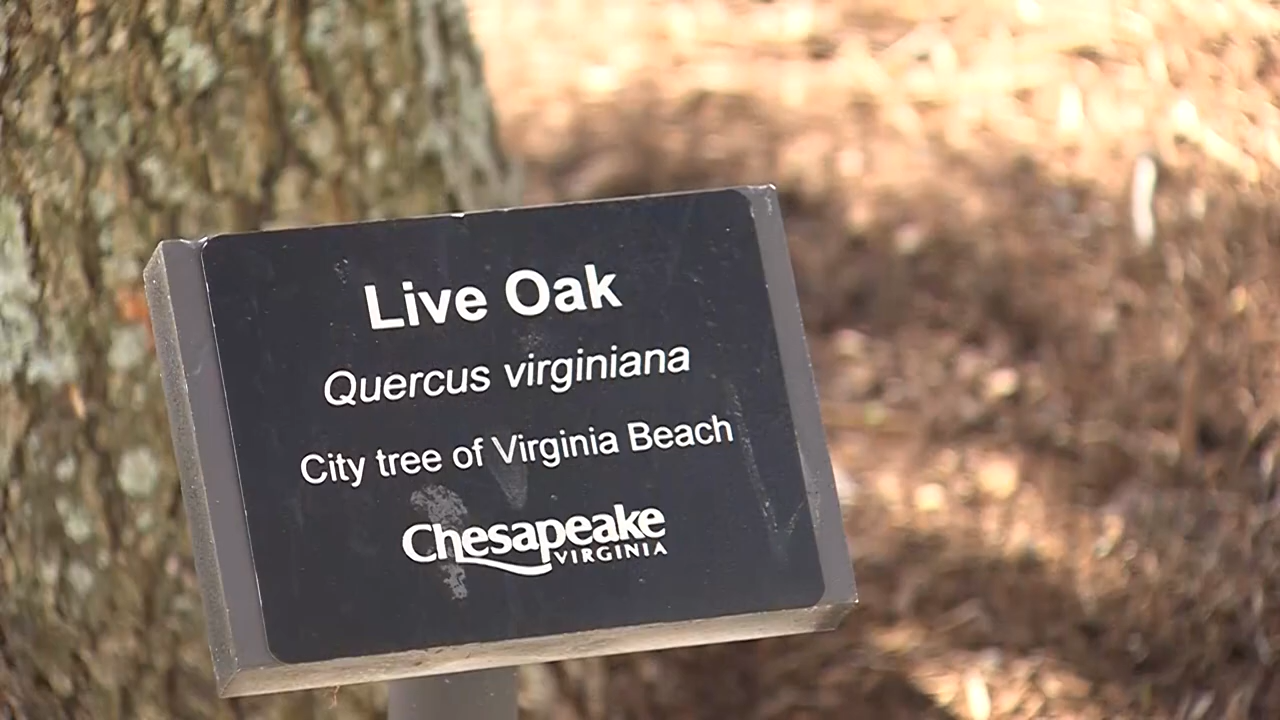 Live Oak
Quercus virginiana
City tree of Virginia Beach
Chesapeake
VIRGINIA